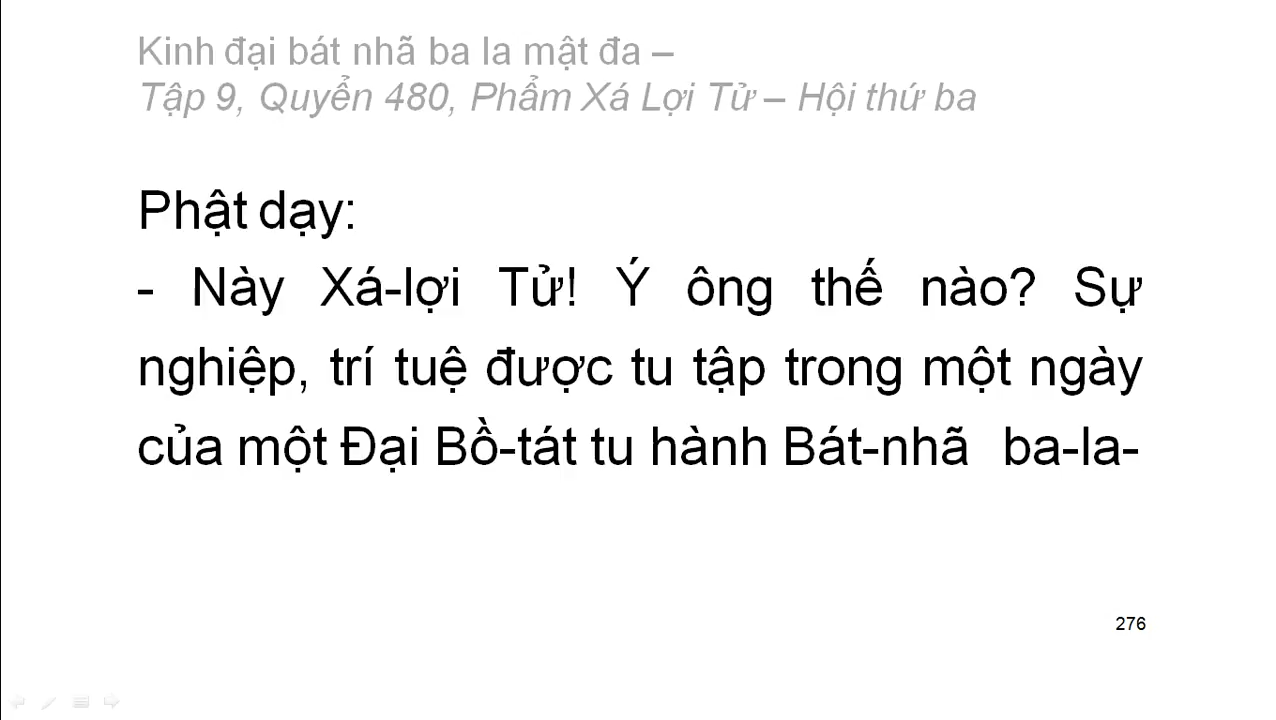 Kinh đại bát nhã ba la mật đa –
Tập 9, Quyển 480, Phẩm Xá Lợi Tử – Hội thứ ba
Phật dạy:
- Này Xá-lợi Tử! Ý ông thế nào? Sự
nghiệp, trí tuệ được tu tập trong một ngày
của một Đại Bồ-tát tu hành Bát-nhã ba-la-
276